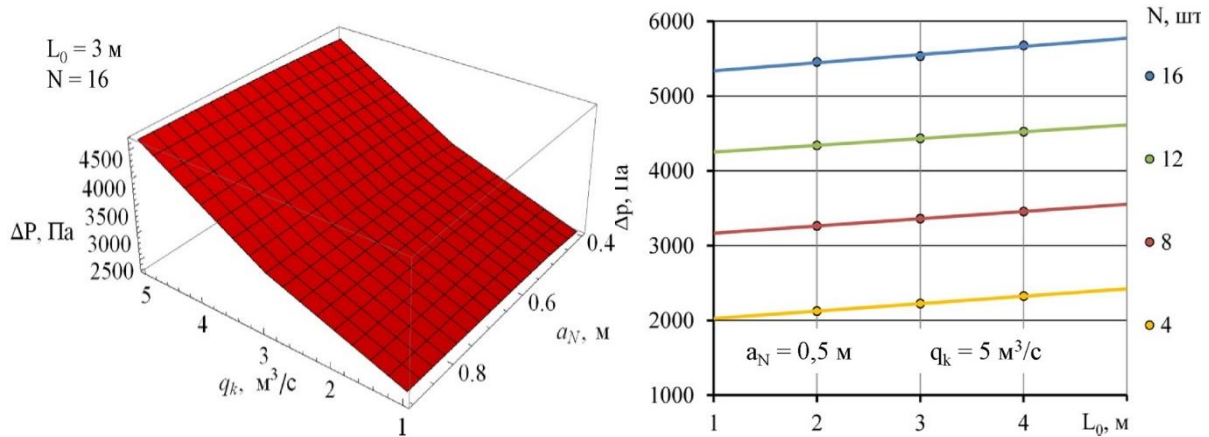 L₀ = 3 м
N = 16
4500
4000
3500
3000
2500
ΔP, Па
5
4
3
2
1
qₖ, м³/с
0.4
0.6
0.8
a_N, м
6000
5000
4000
3000
2000
1000
Δp, Па
N, шт
16
12
8
4
a_N = 0,5 м
qₖ = 5 м³/с
1
2
3
4
L₀, м